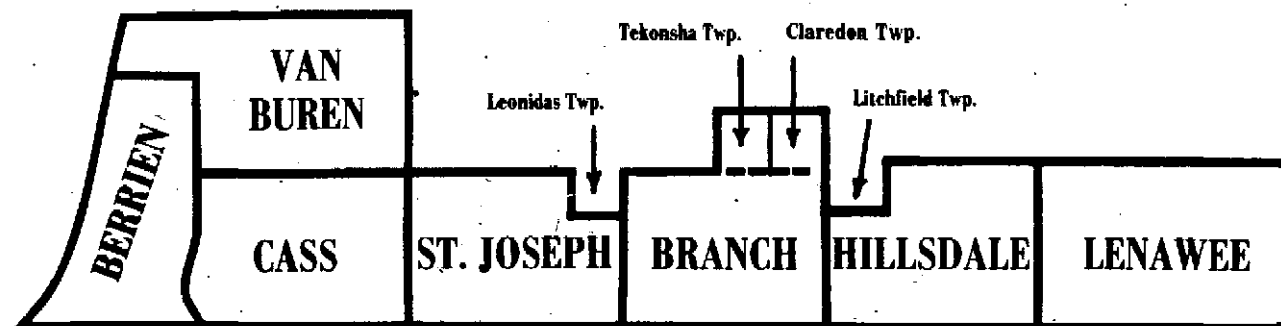 Tekonsha Twp.
Claredon Twp.
VAN
BUREN
Leonidas Twp.
Litchfield Twp.
BERRIEN
CASS
ST. JOSEPH
BRANCH
HILLSDALE
LENAWEE